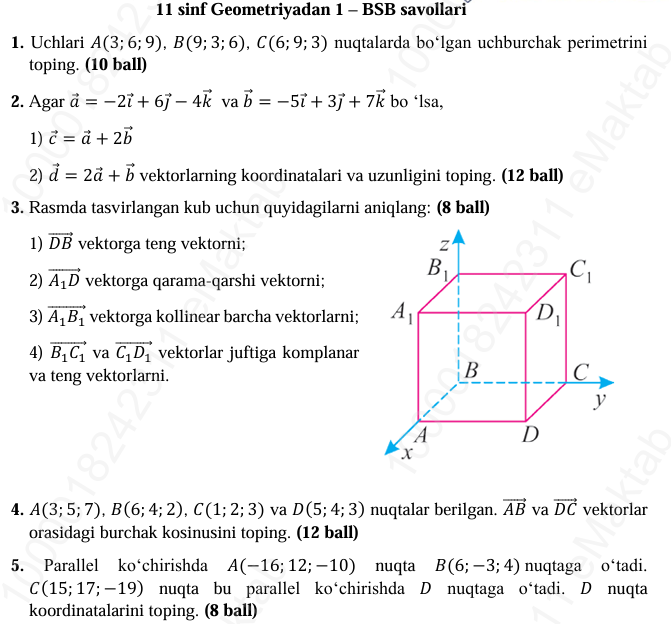 11 sinf Geometriyadan 1 – BSB savollari
1. Uchlari A(3; 6; 9), B(9; 3; 6), C(6; 9; 3) nuqtalarda bo‘lgan uchburchak perimetrini
toping. (10 ball)
2. Agar a⃗ = −2i⃗ + 6j⃗ − 4k⃗ va b⃗ = −5i⃗ + 3j⃗ + 7k⃗ bo ‘lsa,
1) c⃗ = a⃗ + 2b⃗
2) d⃗ = 2a⃗ + b⃗ vektorlarning koordinatalari va uzunligini toping. (12 ball)
3. Rasmda tasvirlangan kub uchun quyidagilarni aniqlang: (8 ball)
1) \overrightarrow{DB} vektorga teng vektorni;
2) \overrightarrow{A₁D} vektorga qarama-qarshi vektorni;
3) \overrightarrow{A₁B₁} vektorga kollinear barcha vektorlarni;
4) \overrightarrow{B₁C₁} va \overrightarrow{C₁D₁} vektorlar juftiga komplanar
va teng vektorlarni.
z
B₁
C₁
A₁
D₁
B
C
y
A
D
x
4. A(3; 5; 7), B(6; 4; 2), C(1; 2; 3) va D(5; 4; 3) nuqtalar berilgan. \overrightarrow{AB} va \overrightarrow{DC} vektorlar
orasidagi burchak kosinusini toping. (12 ball)
5. Parallel ko‘chirishda A(−16; 12; −10) nuqta B(6; −3; 4) nuqtaga o‘tadi.
C(15; 17; −19) nuqta bu parallel ko‘chirishda D nuqtaga o‘tadi. D nuqta
koordinatalarini toping. (8 ball)